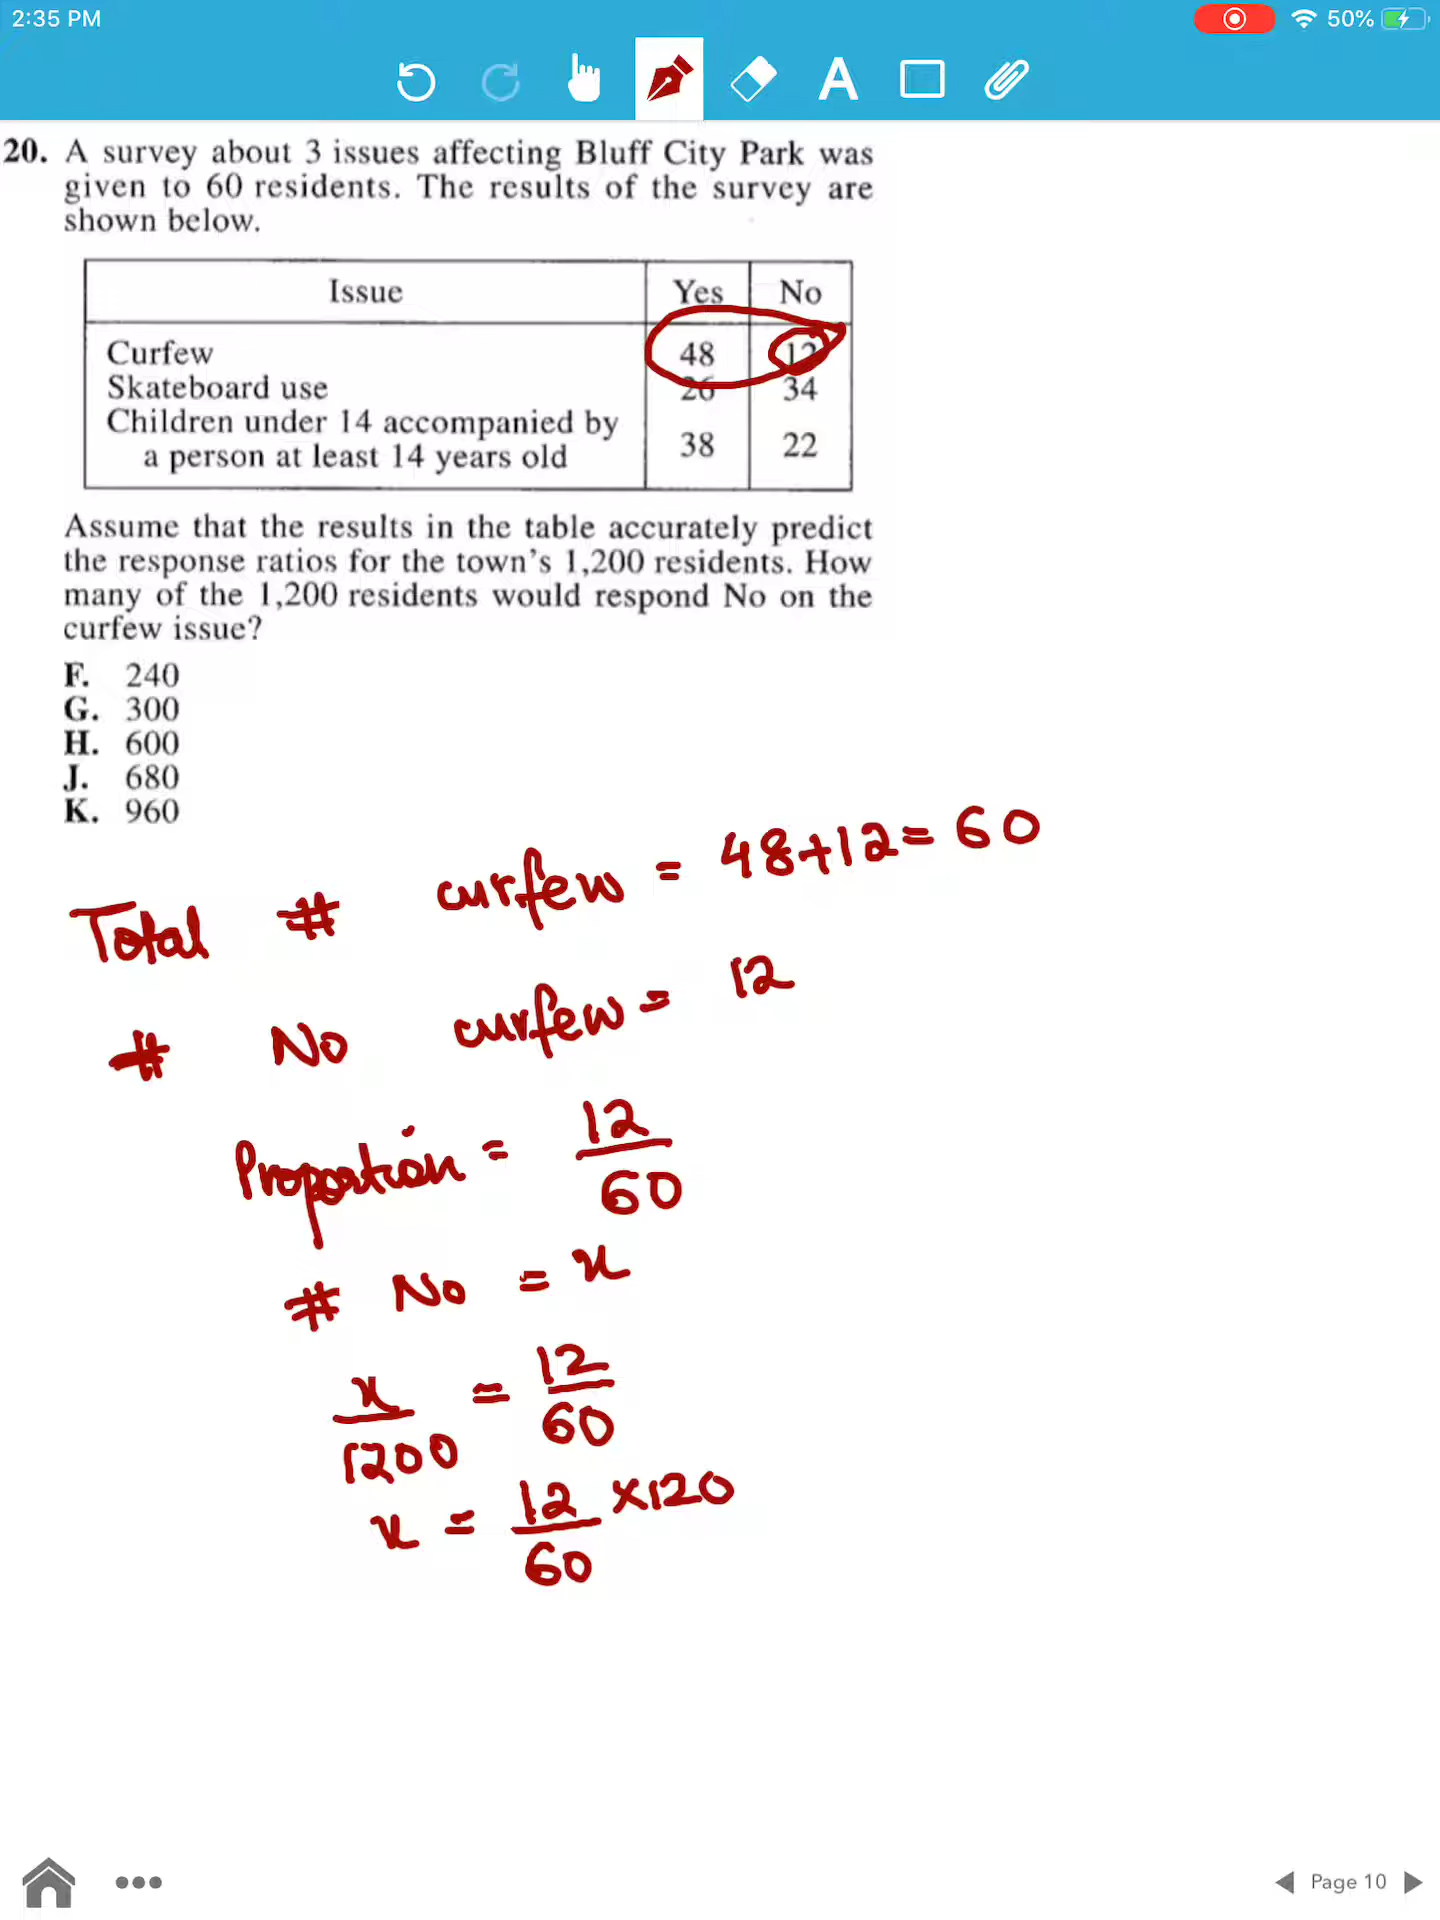 2:35 PM
50%
A
20. A survey about 3 issues affecting Bluff City Park was
given to 60 residents. The results of the survey are
shown below.
Issue Yes No
Curfew 48 12
Skateboard use 26 34
Children under 14 accompanied by
a person at least 14 years old 38 22
Assume that the results in the table accurately predict
the response ratios for the town's 1,200 residents. How
many of the 1,200 residents would respond No on the
curfew issue?
F. 240
G. 300
H. 600
J. 680
K. 960
Total # curfew = 48+12= 60
# No curfew = 12
Proportion = 12/60
# No = x
x/1200 = 12/60
x = 12/60 ×120
Page 10